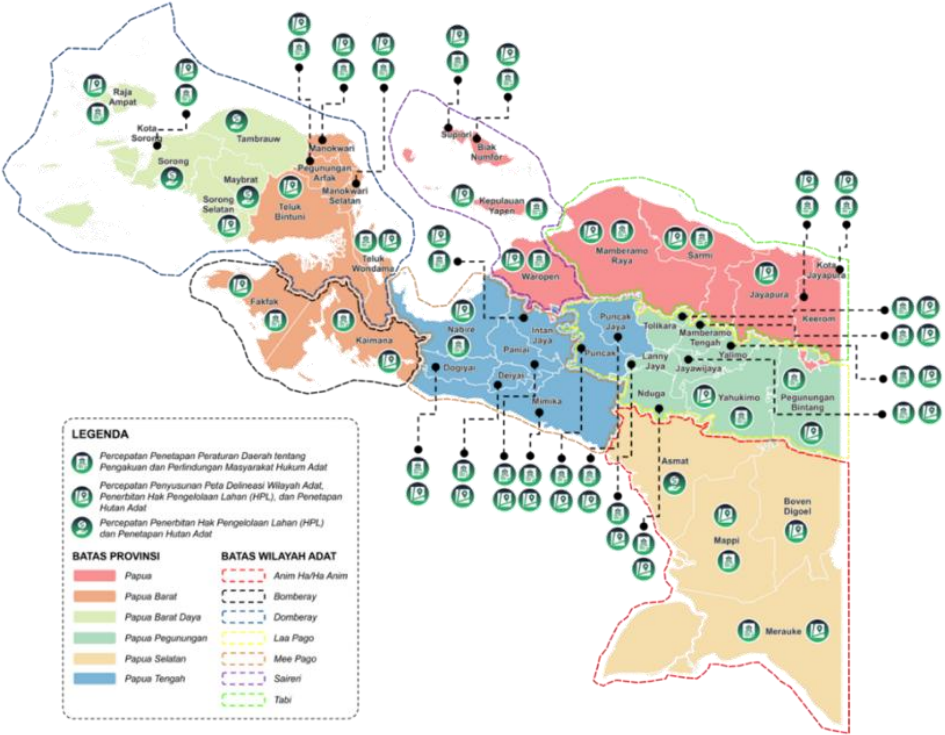 Raja
Ampat
Kota
Sorong
Sorong
Tambrauw
Maybrat
Sorong
Selatan
Manokwari
Pegunungan
Arfak
Manokwari
Selatan
Teluk
Bintuni
Teluk
Wondama
Fakfak
Kaimana
Supiori
Biak
Numfor
Kepulauan
Yapen
Waropen
Mamberamo
Raya
Sarmi
Jayapura
Kota
Jayapura
Keerom
Nabire
Intan
Jaya
Paniai
Dogiyai
Deiyai
Mimika
Puncak
Jaya
Puncak
Tolikara
Mamberamo
Tengah
Yalimo
Lanny
Jaya
Jayawijaya
Nduga
Yahukimo
Pegunungan
Bintang
Asmat
Mappi
Boven
Digoel
Merauke
LEGENDA
Percepatan Penetapan Peraturan Daerah tentang
Pengakuan dan Perlindungan Masyarakat Hukum Adat
Percepatan Penyusunan Peta Delineasi Wilayah Adat,
Penerbitan Hak Pengelolaan Lahan (HPL), dan Penetapan
Hutan Adat
Percepatan Penerbitan Hak Pengelolaan Lahan (HPL)
dan Penetapan Hutan Adat
BATAS PROVINSI
Papua
Papua Barat
Papua Barat Daya
Papua Pegunungan
Papua Selatan
Papua Tengah
BATAS WILAYAH ADAT
Anim Ha/Ha Anim
Bomberay
Domberay
Laa Pago
Mee Pago
Saireri
Tabi